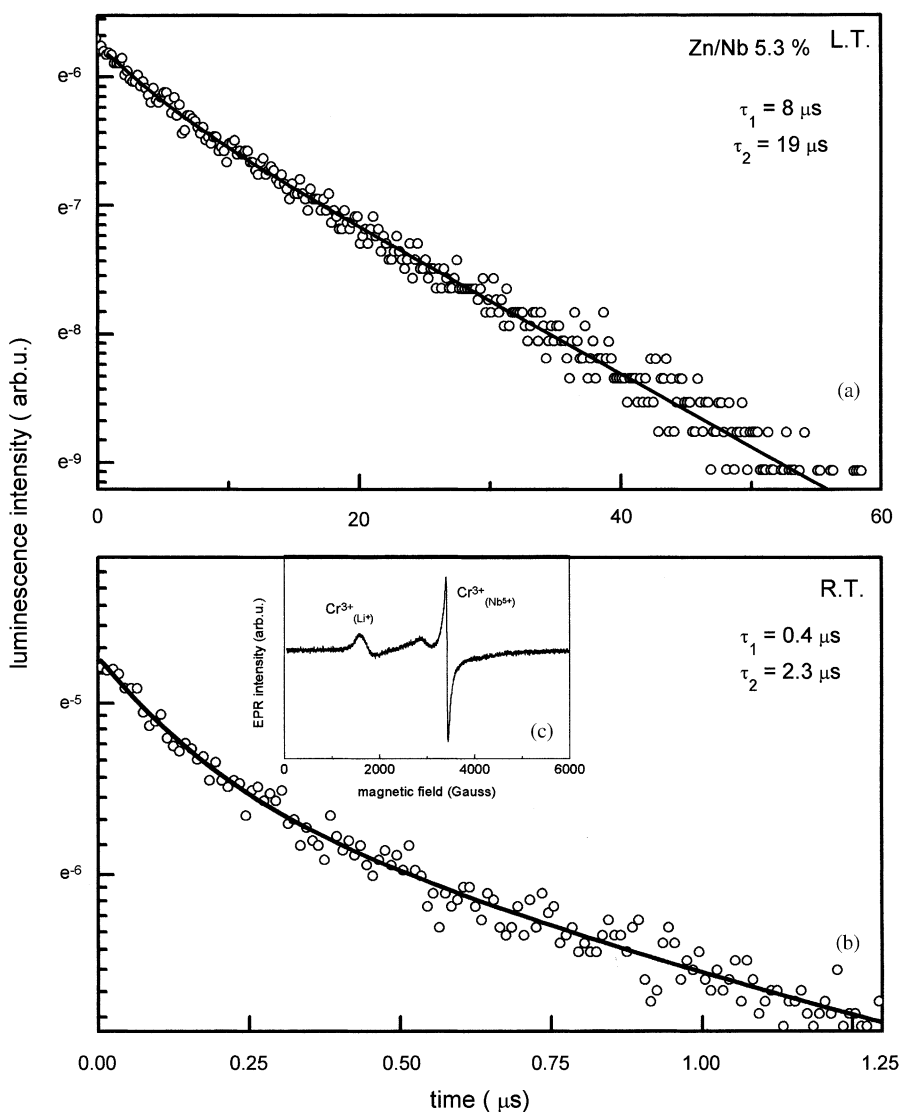 L.T.
Zn/Nb 5.3 %
τ1 = 8 μs
τ2 = 19 μs
e-6
e-7
e-8
e-9
(a)
0 20 40 60
luminescence intensity ( arb.u.)
R.T.
τ1 = 0.4 μs
τ2 = 2.3 μs
EPR intensity (arb.u.)
Cr3+ (Li+)
Cr3+ (Nb5+)
(c)
0 2000 4000 6000
magnetic field (Gauss)
e-5
e-6
(b)
0.00 0.25 0.50 0.75 1.00 1.25
time ( μs)